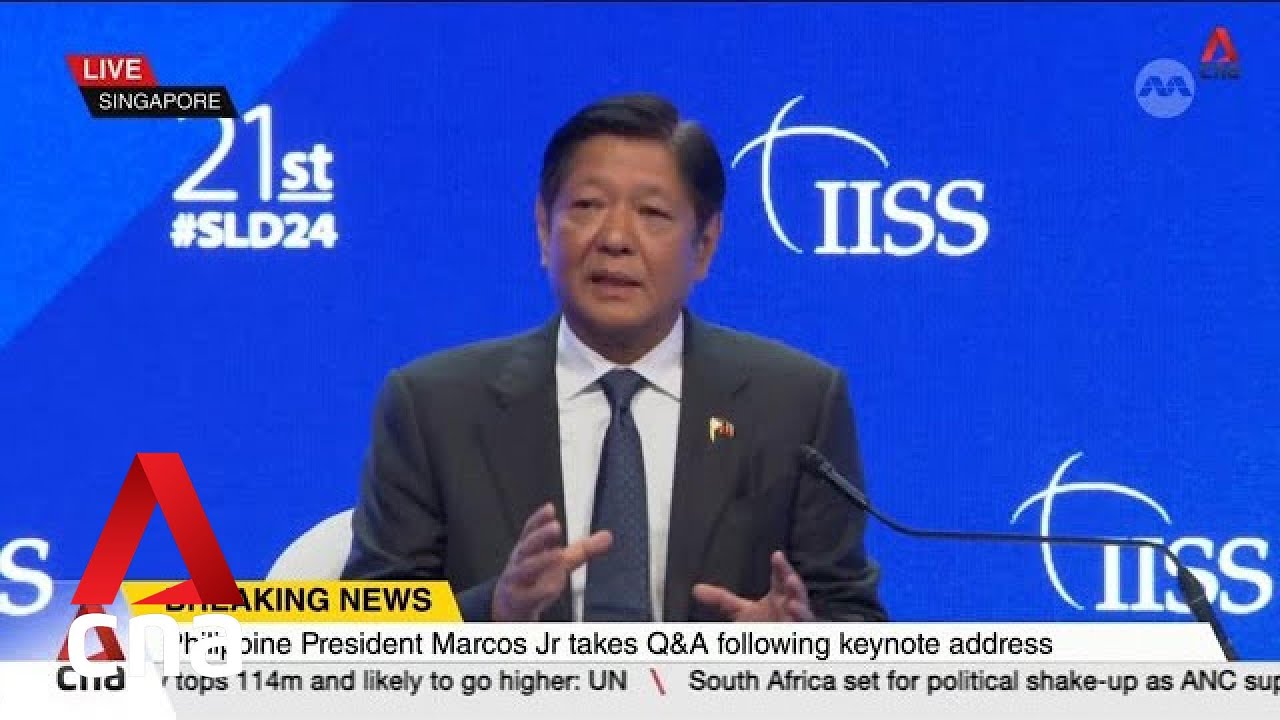 LIVE
SINGAPORE
cna
21st
#SLD24
IISS
IISS
S
BREAKING NEWS
Philippine President Marcos Jr takes Q&A following keynote address
cna
cna
y tops 114m and likely to go higher: UN \ South Africa set for political shake-up as ANC sup